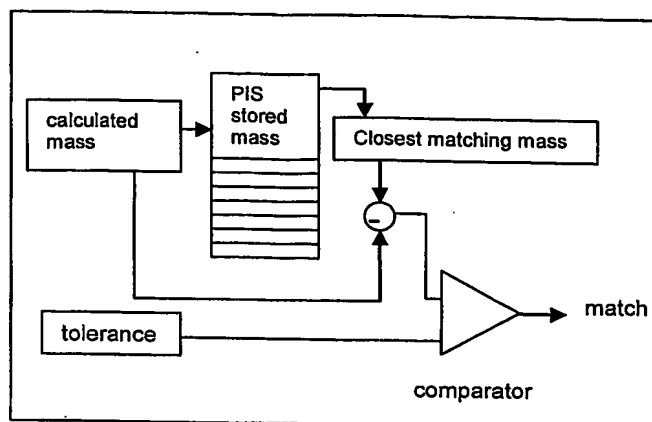 PIS
stored
mass
calculated
mass
Closest matching mass
-
tolerance
match
comparator